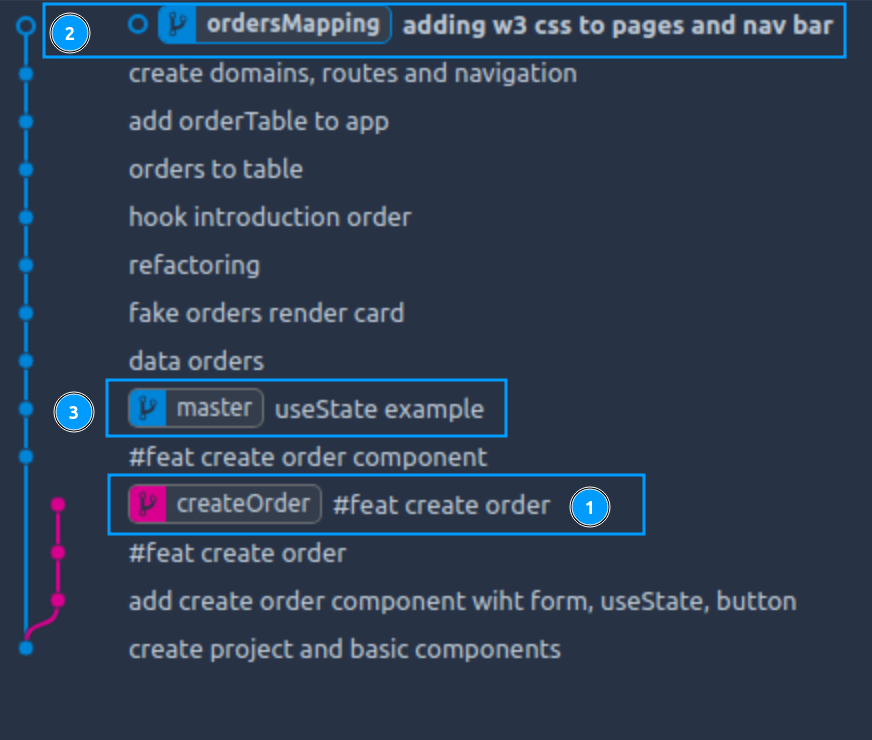 2 ordersMapping adding w3 css to pages and nav bar
create domains, routes and navigation
add orderTable to app
orders to table
hook introduction order
refactoring
fake orders render card
data orders
3 master useState example
#feat create order component
createOrder #feat create order 1
#feat create order
add create order component wiht form, useState, button
create project and basic components